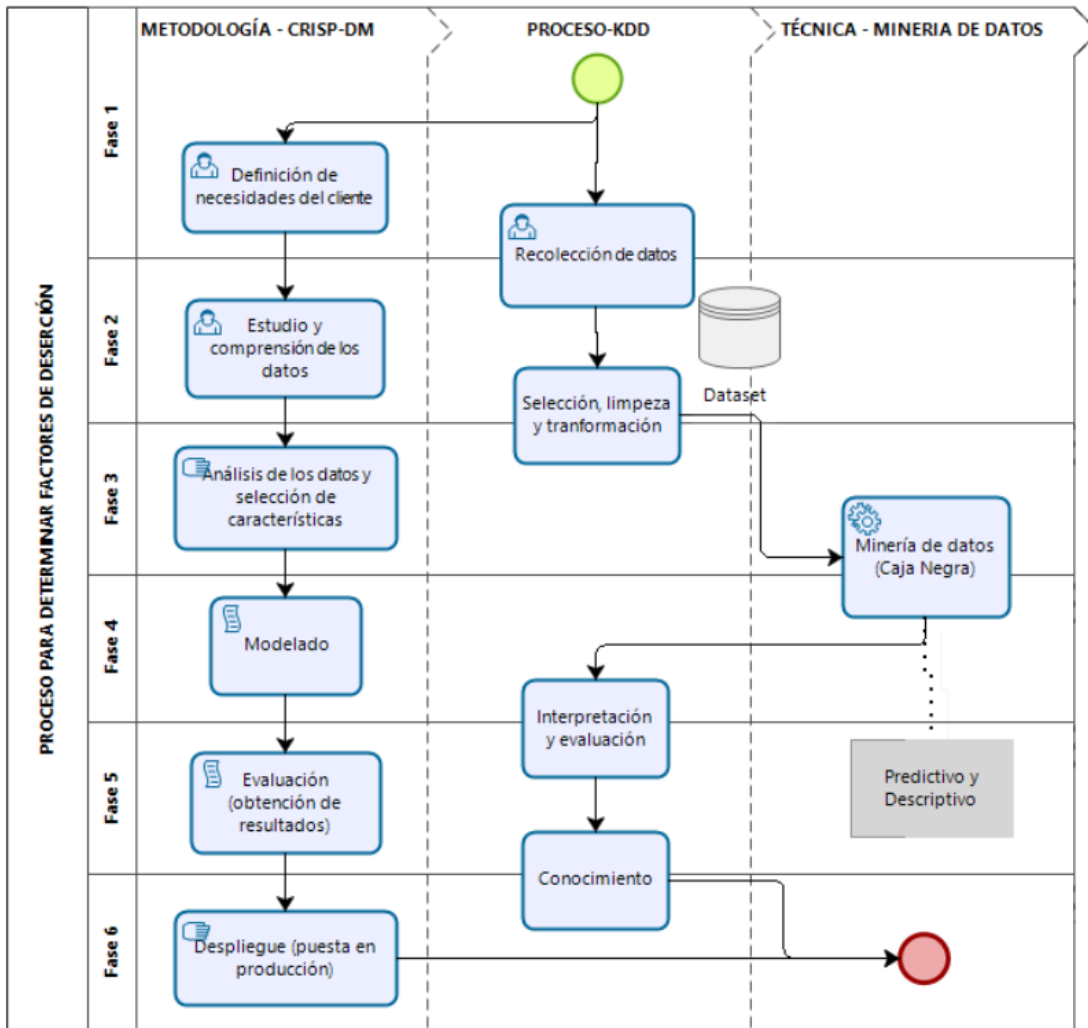 METODOLOGÍA - CRISP-DM
PROCESO-KDD
TÉCNICA - MINERIA DE DATOS
PROCESO PARA DETERMINAR FACTORES DE DESERCIÓN
Fase 1
Definición de
necesidades del cliente
Recolección de datos
Fase 2
Estudio y
comprensión de los
datos
Dataset
Selección, limpeza
y tranformación
Fase 3
Análisis de los datos y
selección de
características
Minería de datos
(Caja Negra)
Fase 4
Modelado
Interpretación
y evaluación
Fase 5
Evaluación
(obtención de
resultados)
Predictivo y
Descriptivo
Conocimiento
Fase 6
Despliegue (puesta en
producción)